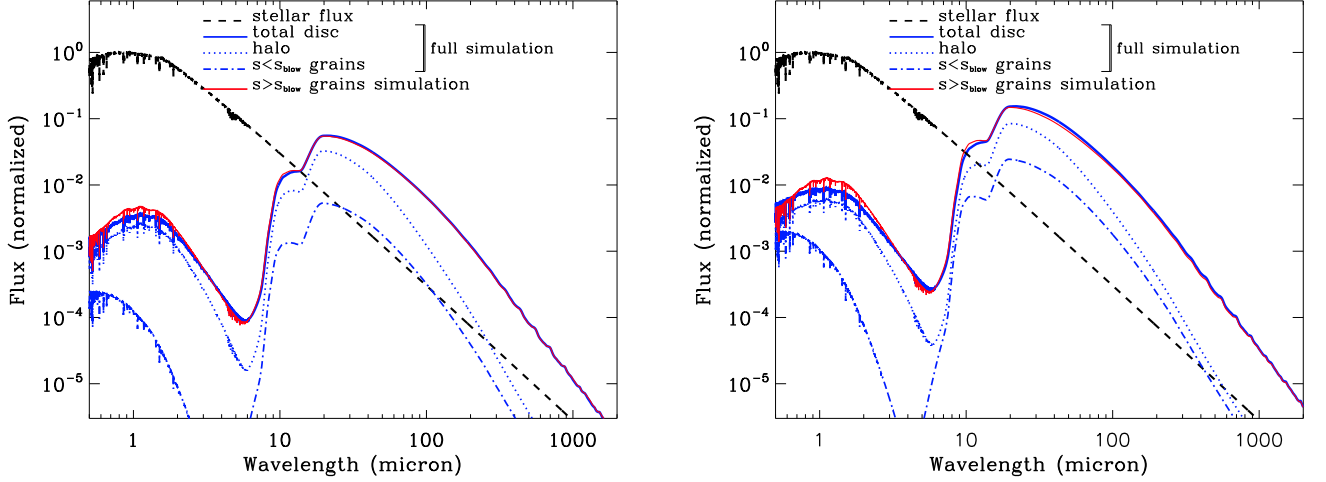 stellar flux
total disc
halo
s<s_blow grains
full simulation
s>s_blow grains simulation
10^0
10^-1
10^-2
10^-3
10^-4
10^-5
Flux (normalized)
1 10 100 1000
Wavelength (micron)
stellar flux
total disc
halo
s<s_blow grains
full simulation
s>s_blow grains simulation
10^0
10^-1
10^-2
10^-3
10^-4
10^-5
Flux (normalized)
1 10 100 1000
Wavelength (micron)